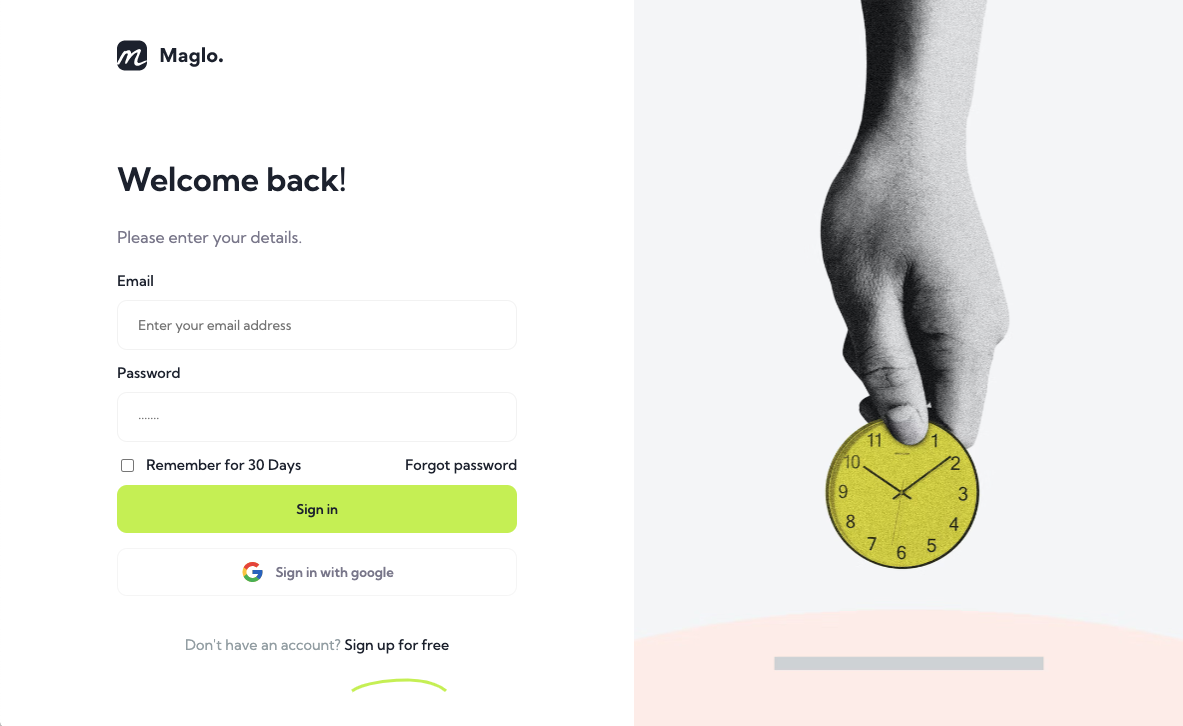 Maglo.
Welcome back!
Please enter your details.
Email
Enter your email address
Password
.......
Remember for 30 Days
Forgot password
Sign in
Sign in with google
Don't have an account? Sign up for free
11
1
10
2
9
3
8
4
7
5
6